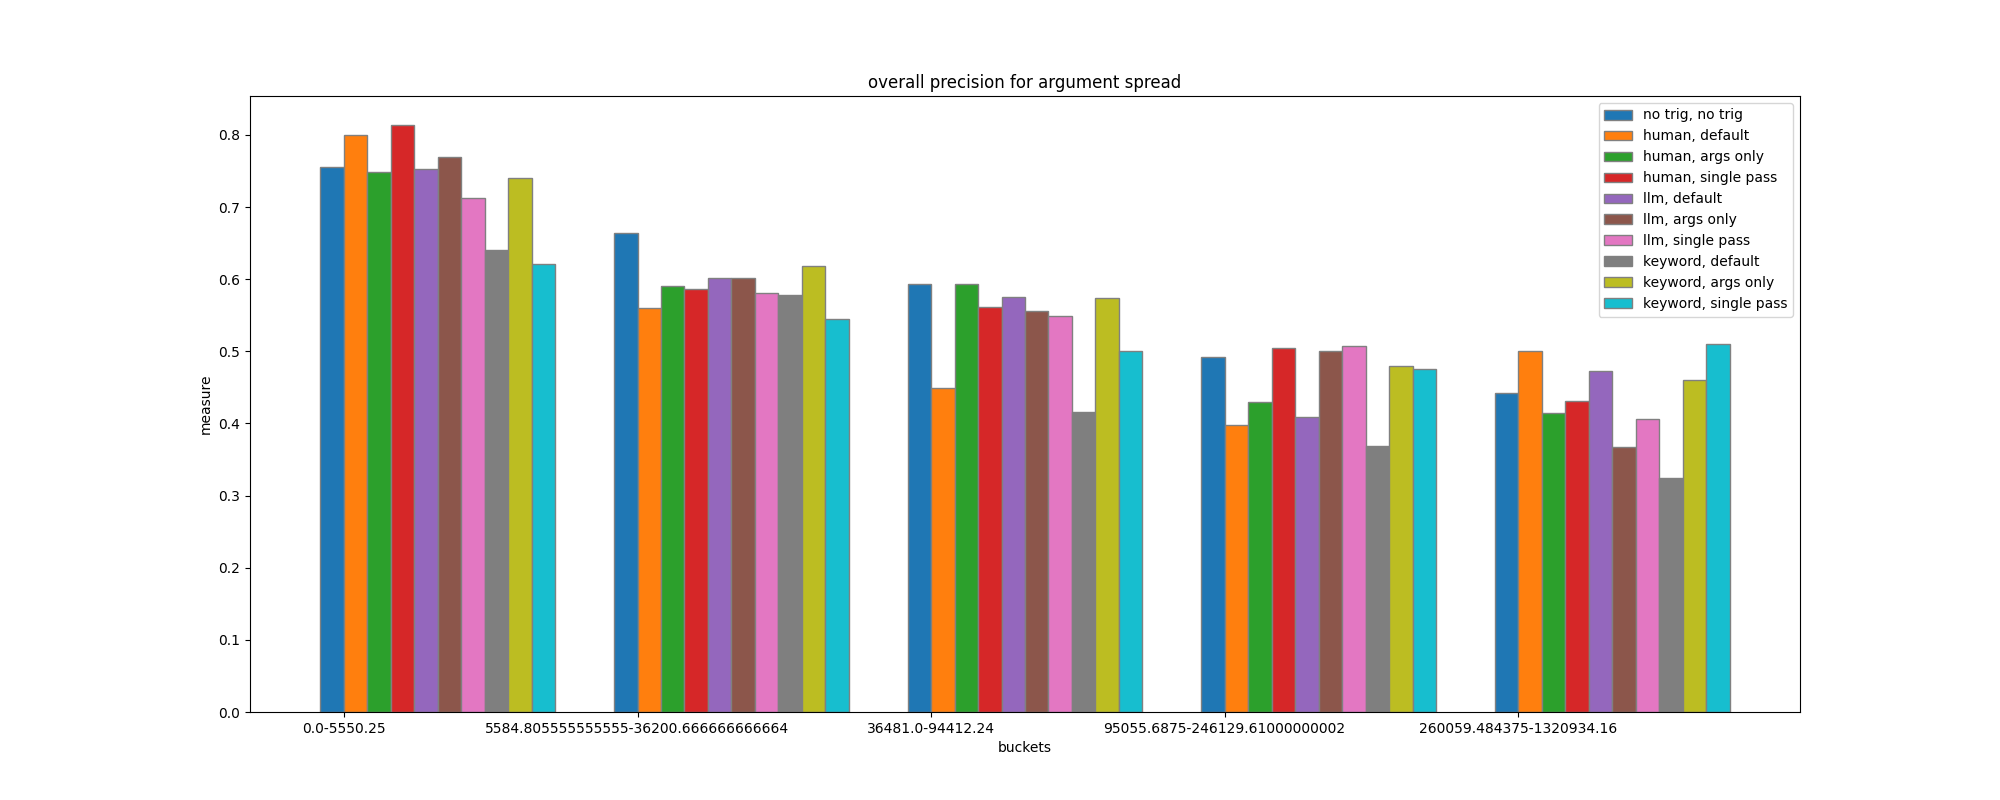 overall precision for argument spread
0.8
0.7
0.6
0.5
0.4
0.3
0.2
0.1
0.0
measure
no trig, no trig
human, default
human, args only
human, single pass
llm, default
llm, args only
llm, single pass
keyword, default
keyword, args only
keyword, single pass
0.0-5550.25 5584.805555555555-36200.666666666664 36481.0-94412.24 95055.6875-246129.61000000002 260059.484375-1320934.16
buckets